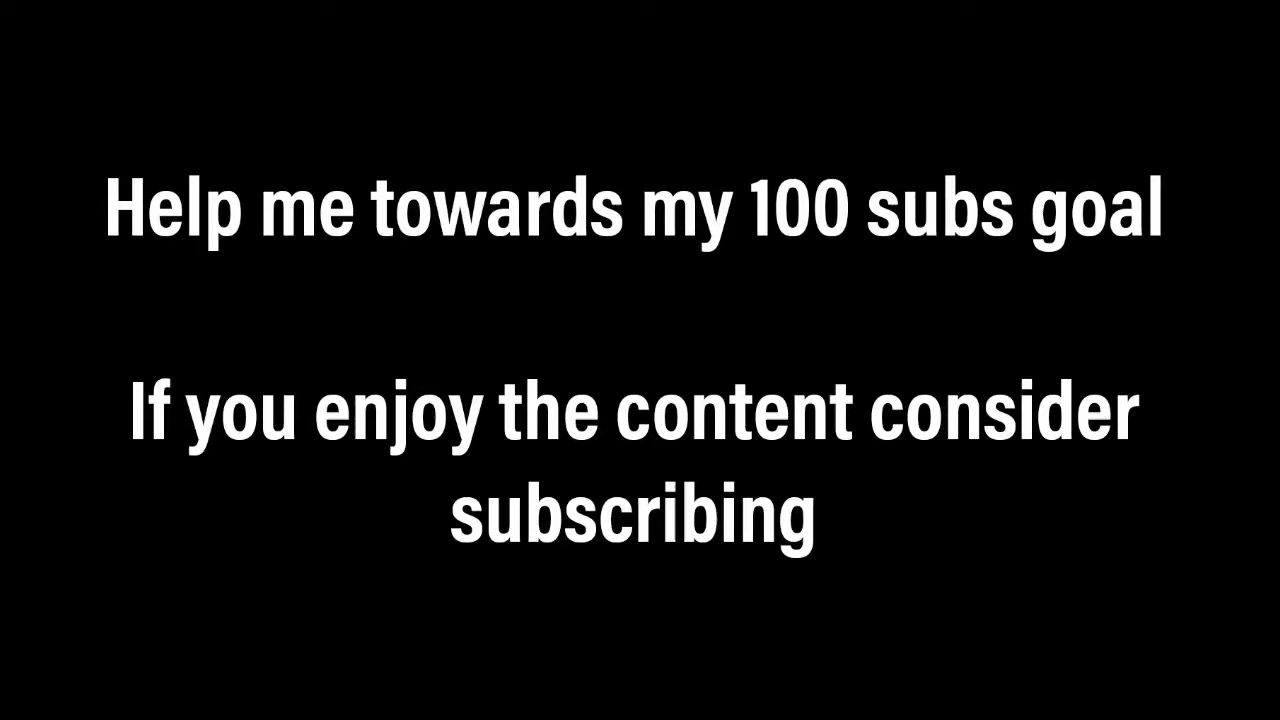 Help me towards my 100 subs goal
If you enjoy the content consider
subscribing